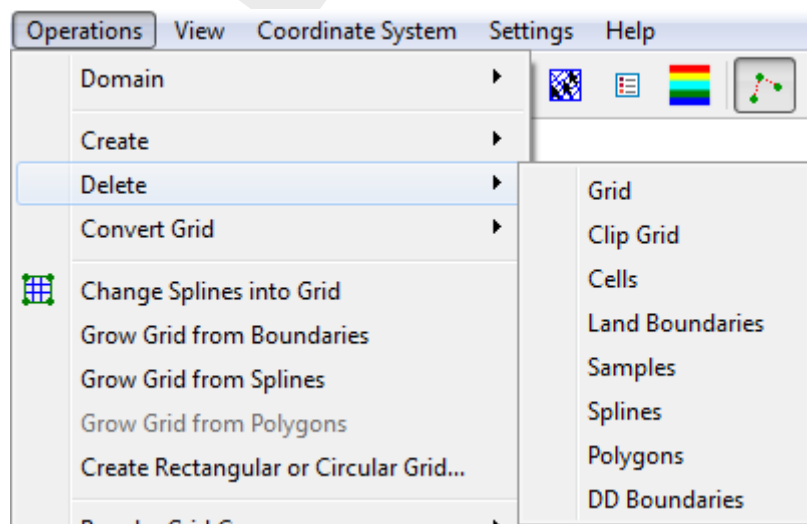 Operations View Coordinate System Settings Help
Domain
Create
Delete
Convert Grid
Change Splines into Grid
Grow Grid from Boundaries
Grow Grid from Splines
Grow Grid from Polygons
Create Rectangular or Circular Grid...
Grid
Clip Grid
Cells
Land Boundaries
Samples
Splines
Polygons
DD Boundaries